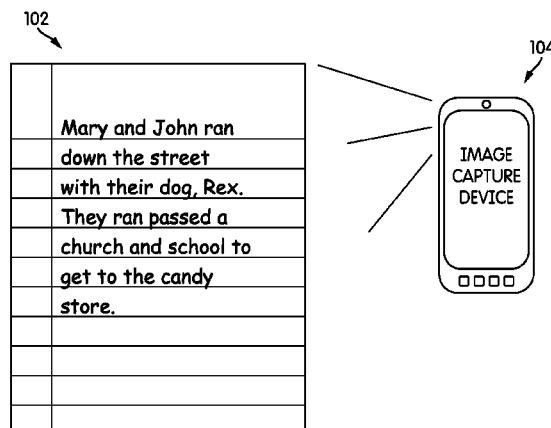 102
104
Mary and John ran
down the street
with their dog, Rex.
They ran passed a
church and school to
get to the candy
store.
IMAGE
CAPTURE
DEVICE